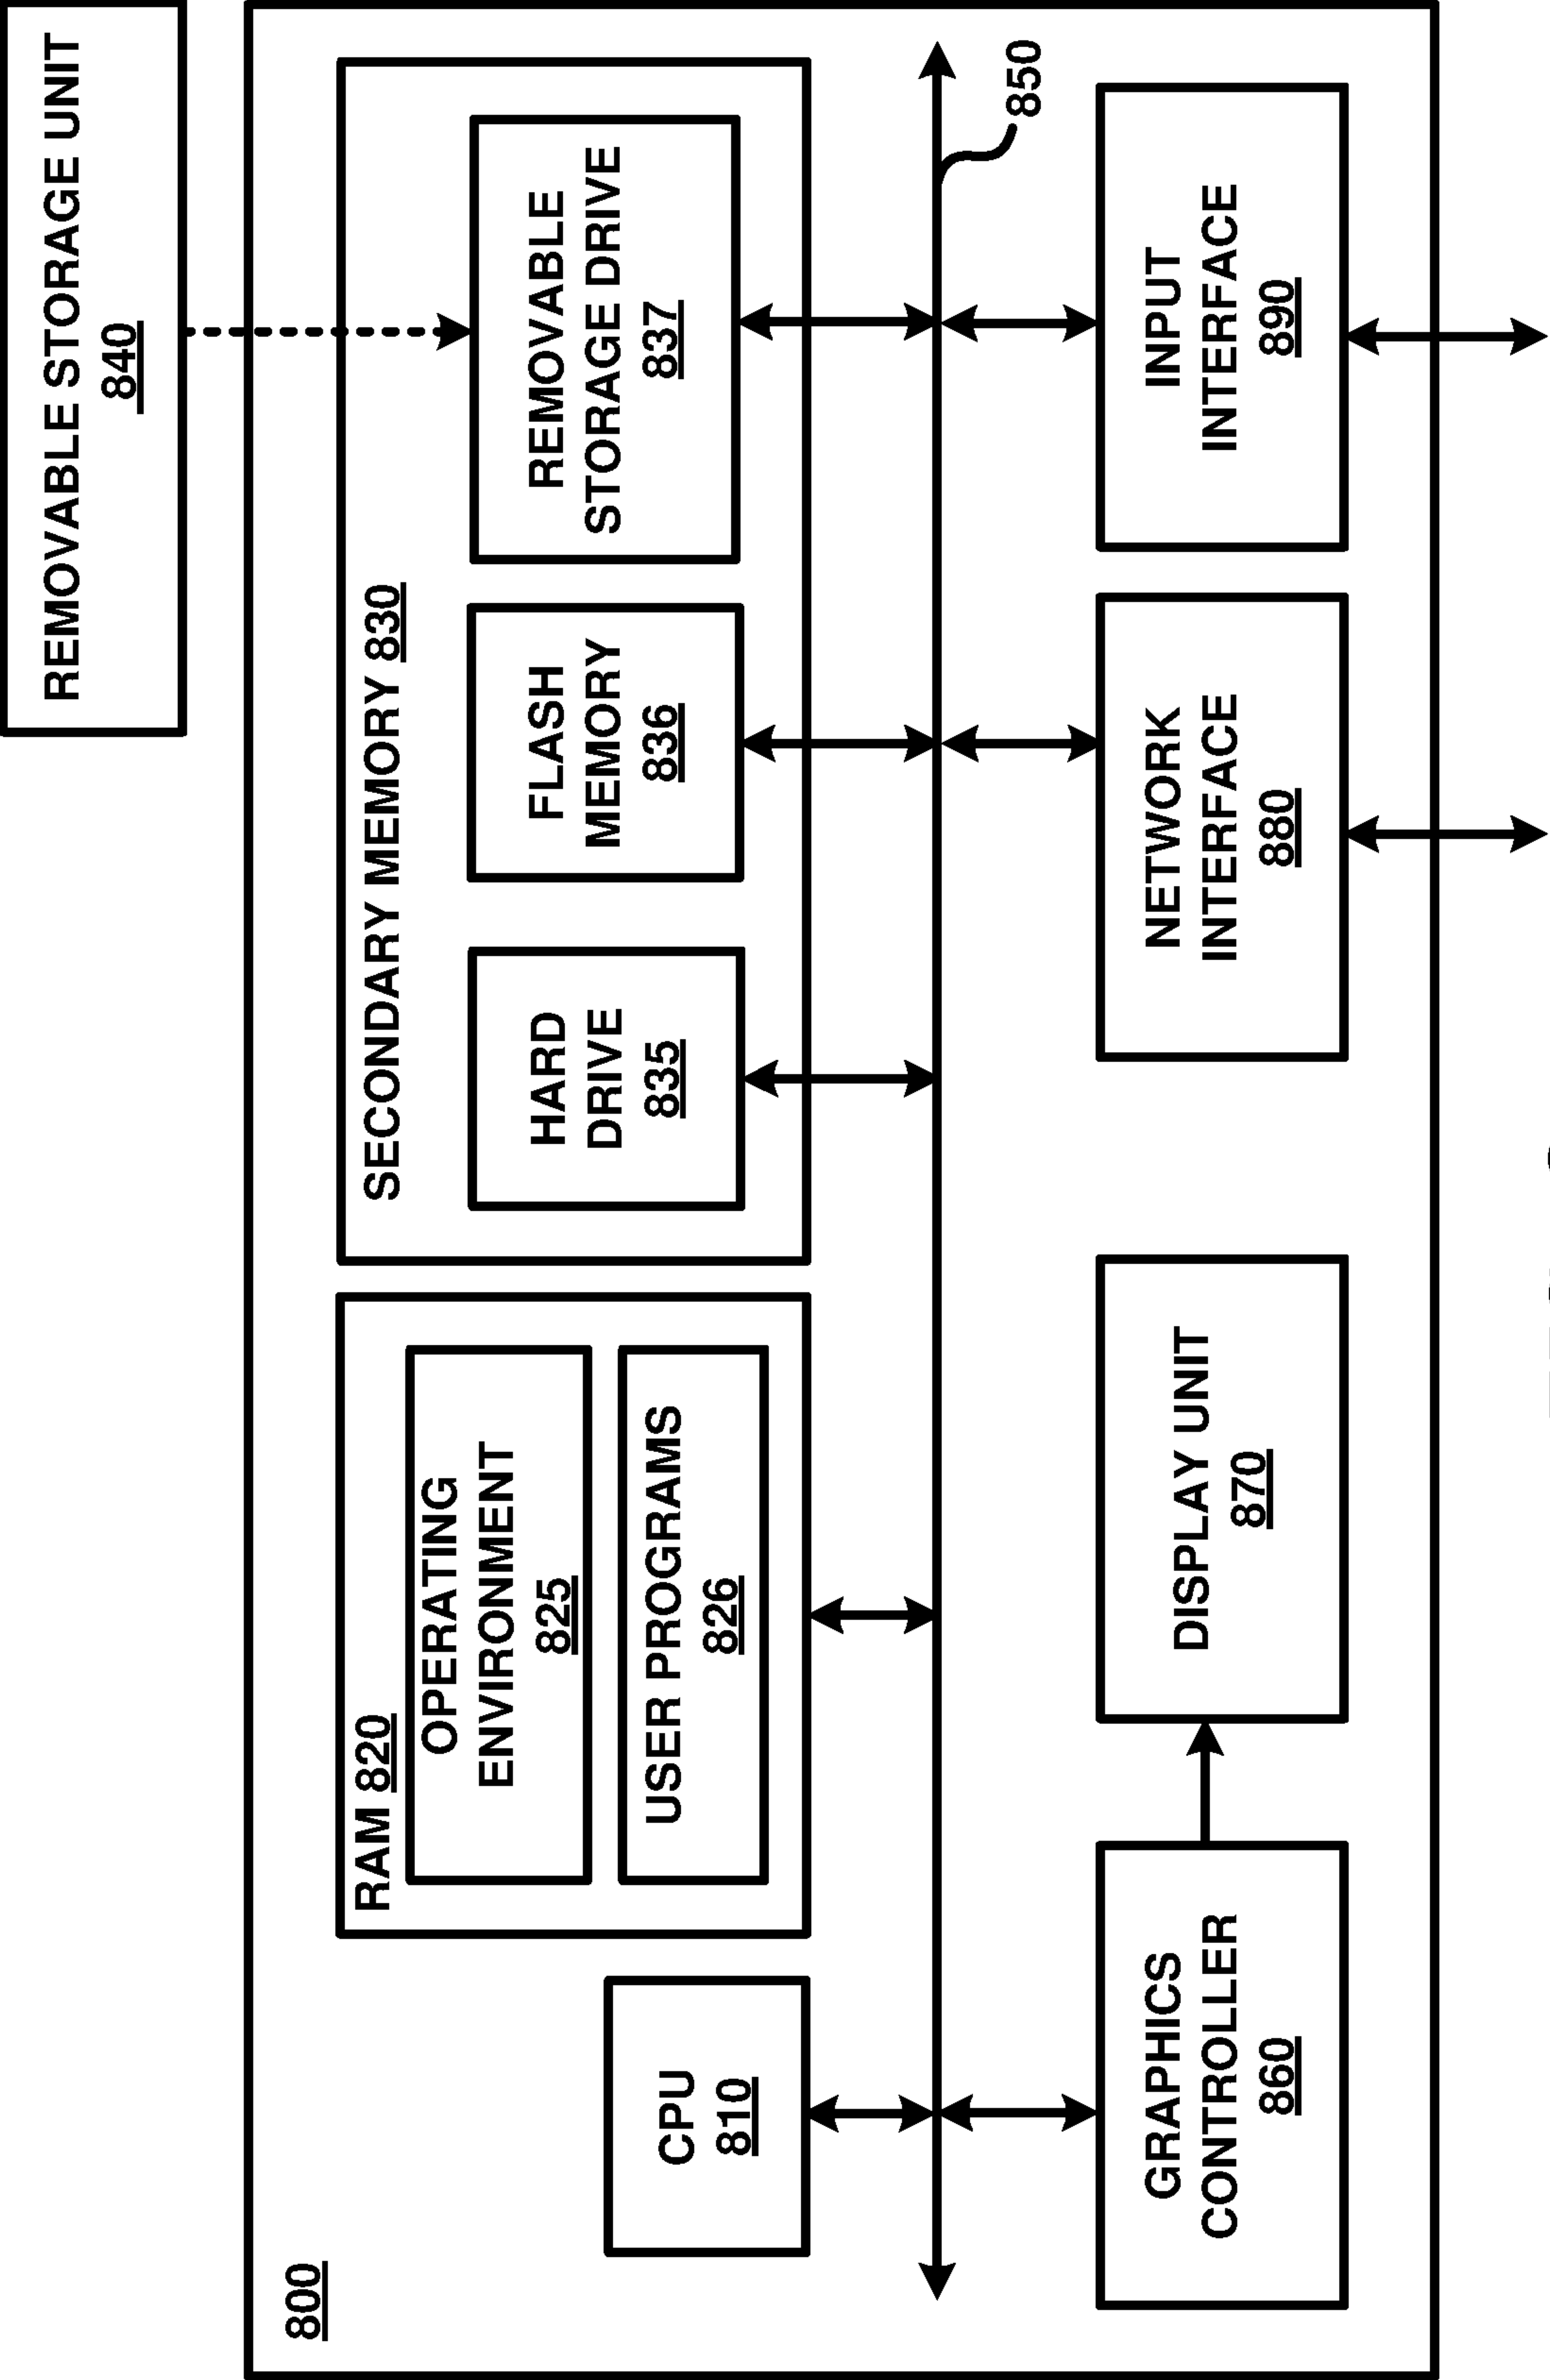 REMOVABLE STORAGE UNIT
840
800
RAM 820
OPERATING
ENVIRONMENT
825
USER PROGRAMS
826
SECONDARY MEMORY 830
HARD
DRIVE
835
FLASH
MEMORY
836
REMOVABLE
STORAGE DRIVE
837
CPU
810
850
GRAPHICS
CONTROLLER
860
DISPLAY UNIT
870
NETWORK
INTERFACE
880
INPUT
INTERFACE
890